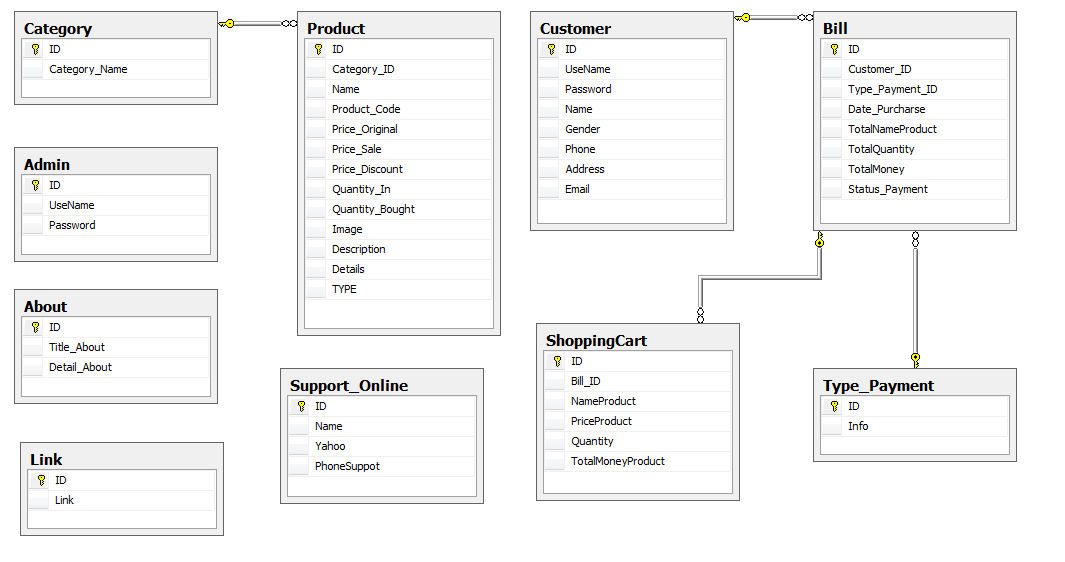 Category
ID
Category_Name
Product
ID
Category_ID
Name
Product_Code
Price_Original
Price_Sale
Price_Discount
Quantity_In
Quantity_Bought
Image
Description
Details
TYPE
Customer
ID
UseName
Password
Name
Gender
Phone
Address
Email
Bill
ID
Customer_ID
Type_Payment_ID
Date_Purcharse
TotalNameProduct
TotalQuantity
TotalMoney
Status_Payment
Admin
ID
UseName
Password
About
ID
Title_About
Detail_About
Link
ID
Link
Support_Online
ID
Name
Yahoo
PhoneSuppot
ShoppingCart
ID
Bill_ID
NameProduct
PriceProduct
Quantity
TotalMoneyProduct
Type_Payment
ID
Info